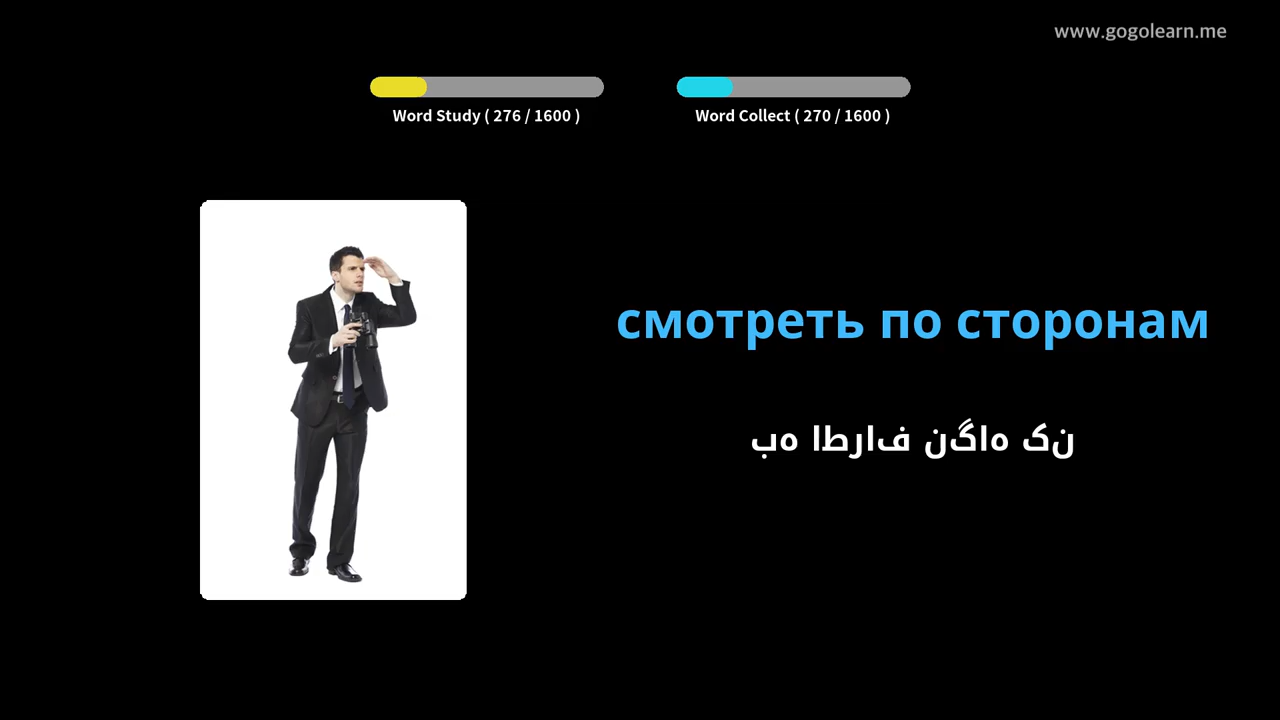 www.gogolearn.me
Word Study ( 276 / 1600 )
Word Collect ( 270 / 1600 )
смотреть по сторонам
به اطراف نگاه کن